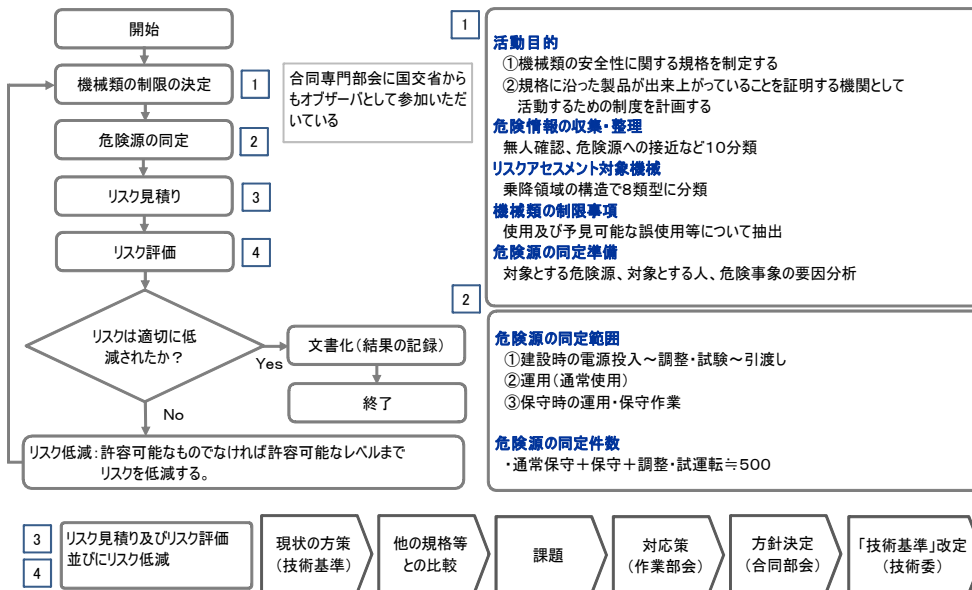 開始
機械類の制限の決定
1
危険源の同定
2
リスク見積り
3
リスク評価
4
リスクは適切に低
減されたか？
Yes
No
文書化（結果の記録）
終了
リスク低減：許容可能なものでなければ許容可能なレベルまで
リスクを低減する。
合同専門部会に国交省から
もオブザーバとして参加いただ
いている
1
活動目的
①機械類の安全性に関する規格を制定する
②規格に沿った製品が出来上がっていることを証明する機関として
活動するための制度を計画する
危険情報の収集・整理
無人確認、危険源への接近など10分類
リスクアセスメント対象機械
乗降領域の構造で8類型に分類
機械類の制限事項
使用及び予見可能な誤使用等について抽出
危険源の同定準備
対象とする危険源、対象とする人、危険事象の要因分析
2
危険源の同定範囲
①建設時の電源投入～調整・試験～引渡し
②運用（通常使用）
③保守時の運用・保守作業
危険源の同定件数
・通常保守＋保守＋調整・試運転≒500
3
4
リスク見積り及びリスク評価
並びにリスク低減
現状の方策
（技術基準）
他の規格等
との比較
課題
対応策
（作業部会）
方針決定
（合同部会）
「技術基準」改定
（技術委）